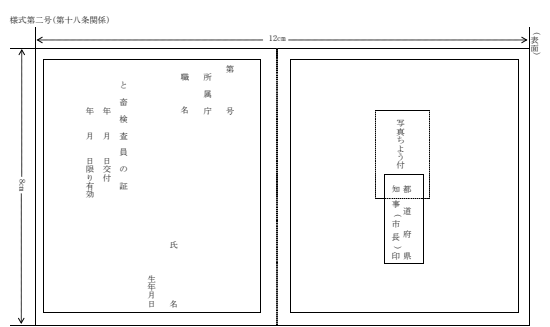 様式第二号(第十八条関係)
12cm
(表面)
8cm
写真ちよう付
都道府県
知事(市長)印
第号
所属庁
職名
氏名
生年月日
と畜検査員の証
年月日交付
年月日限り有効